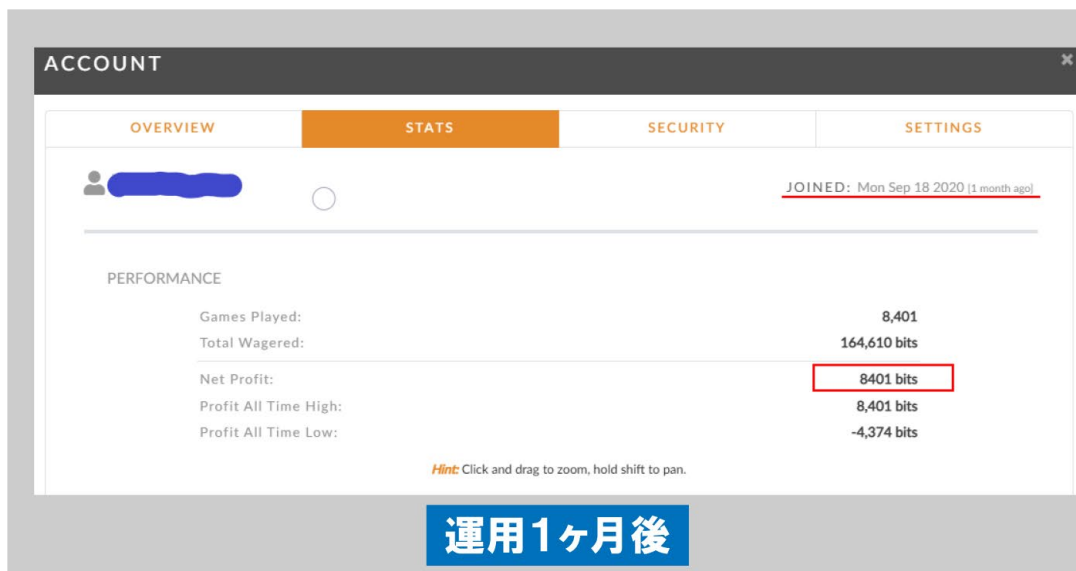 ACCOUNT ×
OVERVIEW STATS SECURITY SETTINGS
JOINED: Mon Sep 18 2020 |1 month ago|
PERFORMANCE
Games Played: 8,401
Total Wagered: 164,610 bits
Net Profit: 8401 bits
Profit All Time High: 8,401 bits
Profit All Time Low: -4,374 bits
Hint: Click and drag to zoom, hold shift to pan.
運用1ヶ月後